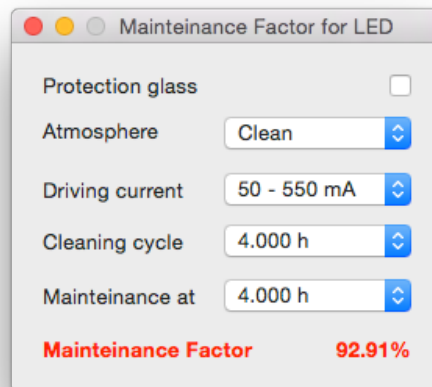 Mainteinance Factor for LED
Protection glass
Atmosphere Clean
Driving current 50 - 550 mA
Cleaning cycle 4.000 h
Mainteinance at 4.000 h
Mainteinance Factor 92.91%